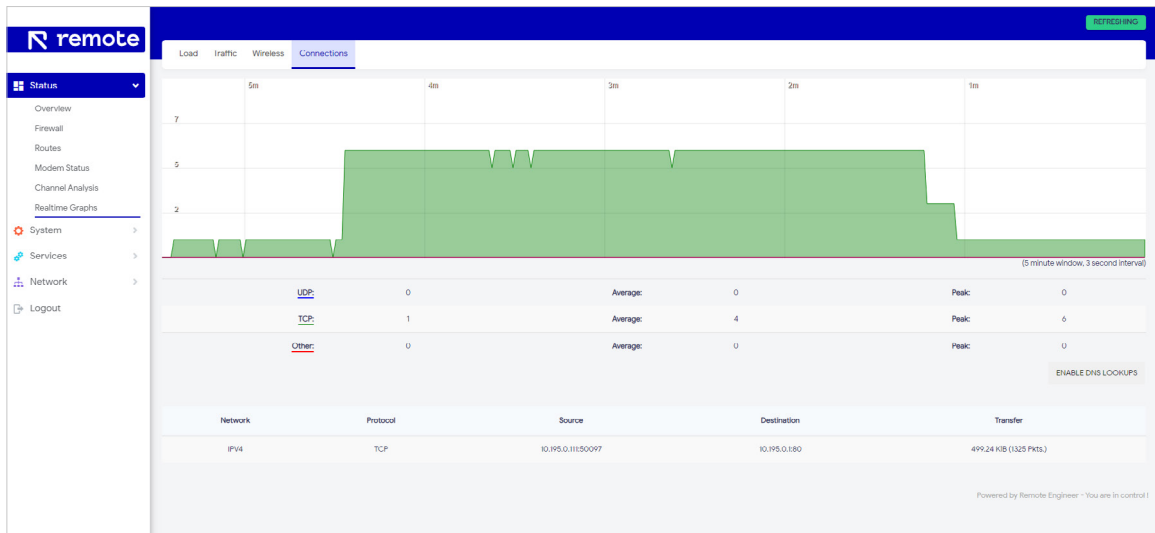 remote
REFRESHING
Load Traffic Wireless Connections
Status
Overview
Firewall
Routes
Modem Status
Channel Analysis
Realtime Graphs
System
Services
Network
Logout
5m 4m 3m 2m 1m
7
5
2
(5 minute window, 3 second interval)
UDP: 0 Average: 0 Peak: 0
TCP: 1 Average: 4 Peak: 6
Other: 0 Average: 0 Peak: 0
ENABLE DNS LOOKUPS
Network Protocol Source Destination Transfer
IPV4 TCP 10.195.0.111:50097 10.195.0.1:80 499.24 KiB (1325 Pkts.)
Powered by Remote Engineer - You are in control !